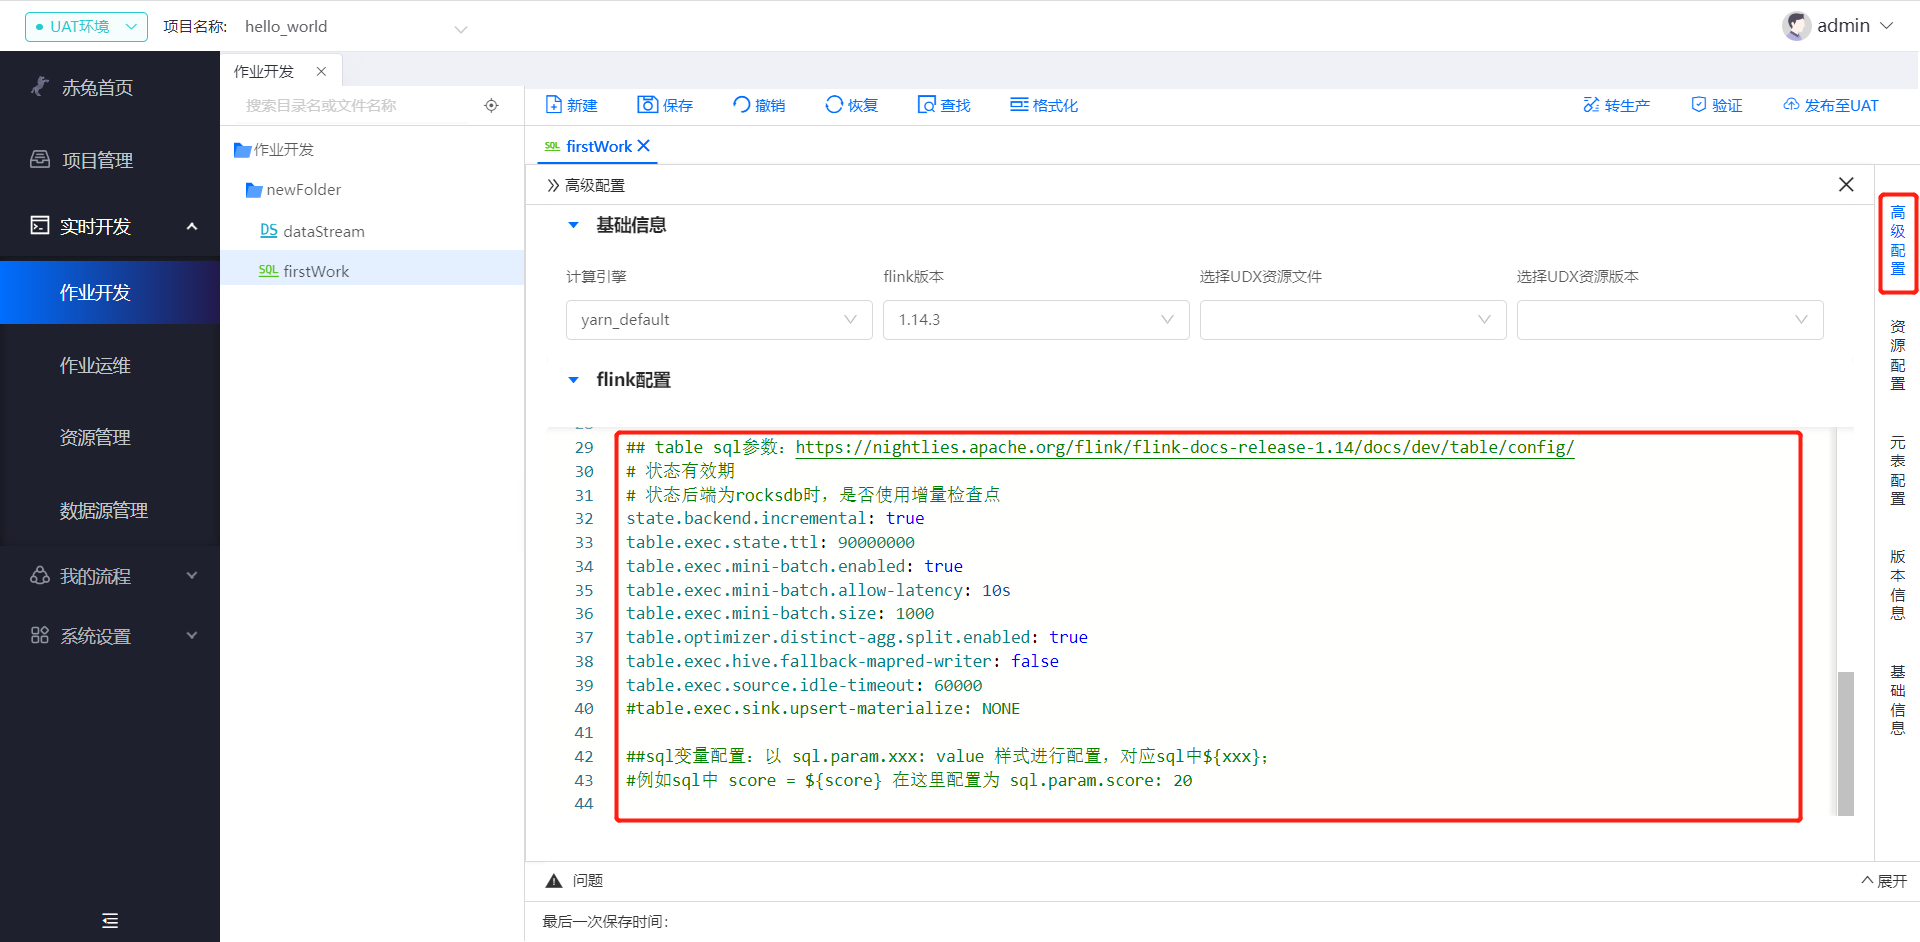 UAT环境
项目名称:
hello_world
admin
赤兔首页
项目管理
实时开发
作业开发
作业运维
资源管理
数据源管理
我的流程
系统设置
作业开发
搜索目录名或文件名称
作业开发
newFolder
DS dataStream
SQL firstWork
新建
保存
撤销
恢复
查找
格式化
转生产
验证
发布至UAT
SQL firstWork
高级配置
基础信息
计算引擎
flink版本
选择UDX资源文件
选择UDX资源版本
yarn_default
1.14.3
flink配置
29 ## table sql参数: https://nightlies.apache.org/flink/flink-docs-release-1.14/docs/dev/table/config/
30 # 状态有效期
31 # 状态后端为rocksdb时，是否使用增量检查点
32 state.backend.incremental: true
33 table.exec.state.ttl: 90000000
34 table.exec.mini-batch.enabled: true
35 table.exec.mini-batch.allow-latency: 10s
36 table.exec.mini-batch.size: 1000
37 table.optimizer.distinct-agg.split.enabled: true
38 table.exec.hive.fallback-mapred-writer: false
39 table.exec.source.idle-timeout: 60000
40 #table.exec.sink.upsert-materialize: NONE
41
42 ##sql变量配置: 以 sql.param.xxx: value 样式进行配置，对应sql中${xxx};
43 #例如sql中 score = ${score} 在这里配置为 sql.param.score: 20
44
高级配置
资源配置
元表配置
版本信息
基础信息
问题
展开
最后一次保存时间: